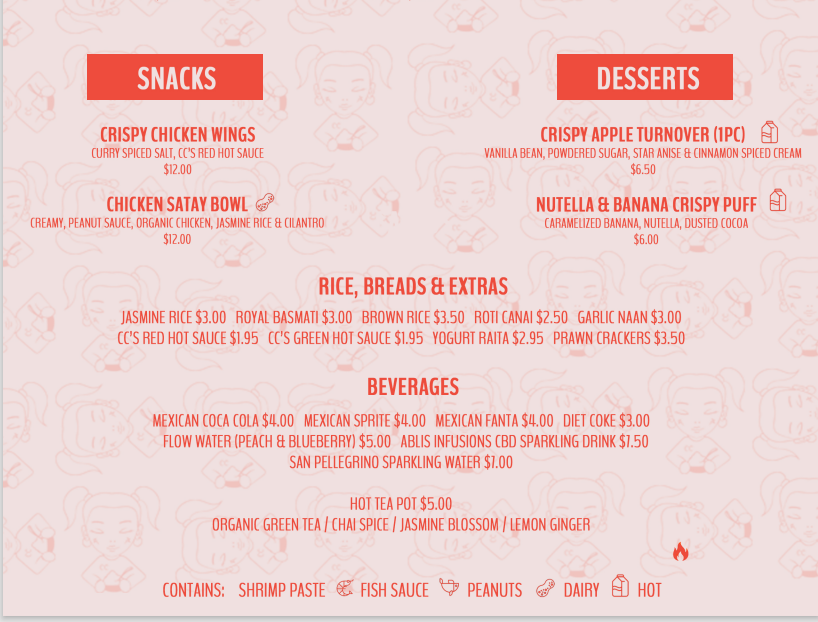 SNACKS
CRISPY CHICKEN WINGS
CURRY SPICED SALT, CC'S RED HOT SAUCE
$12.00
CHICKEN SATAY BOWL
CREAMY, PEANUT SAUCE, ORGANIC CHICKEN, JASMINE RICE & CILANTRO
$12.00
DESSERTS
CRISPY APPLE TURNOVER (1PC)
VANILLA BEAN, POWDERED SUGAR, STAR ANISE & CINNAMON SPICED CREAM
$6.50
NUTELLA & BANANA CRISPY PUFF
CARAMELIZED BANANA, NUTELLA, DUSTED COCOA
$6.00
RICE, BREADS & EXTRAS
JASMINE RICE $3.00 ROYAL BASMATI $3.00 BROWN RICE $3.50 ROTI CANAI $2.50 GARLIC NAAN $3.00
CC'S RED HOT SAUCE $1.95 CC'S GREEN HOT SAUCE $1.95 YOGURT RAITA $2.95 PRAWN CRACKERS $3.50
BEVERAGES
MEXICAN COCA COLA $4.00 MEXICAN SPRITE $4.00 MEXICAN FANTA $4.00 DIET COKE $3.00
FLOW WATER (PEACH & BLUEBERRY) $5.00 ABLIS INFUSIONS CBD SPARKLING DRINK $7.50
SAN PELLEGRINO SPARKLING WATER $7.00
HOT TEA POT $5.00
ORGANIC GREEN TEA / CHAI SPICE / JASMINE BLOSSOM / LEMON GINGER
CONTAINS: SHRIMP PASTE FISH SAUCE PEANUTS DAIRY HOT